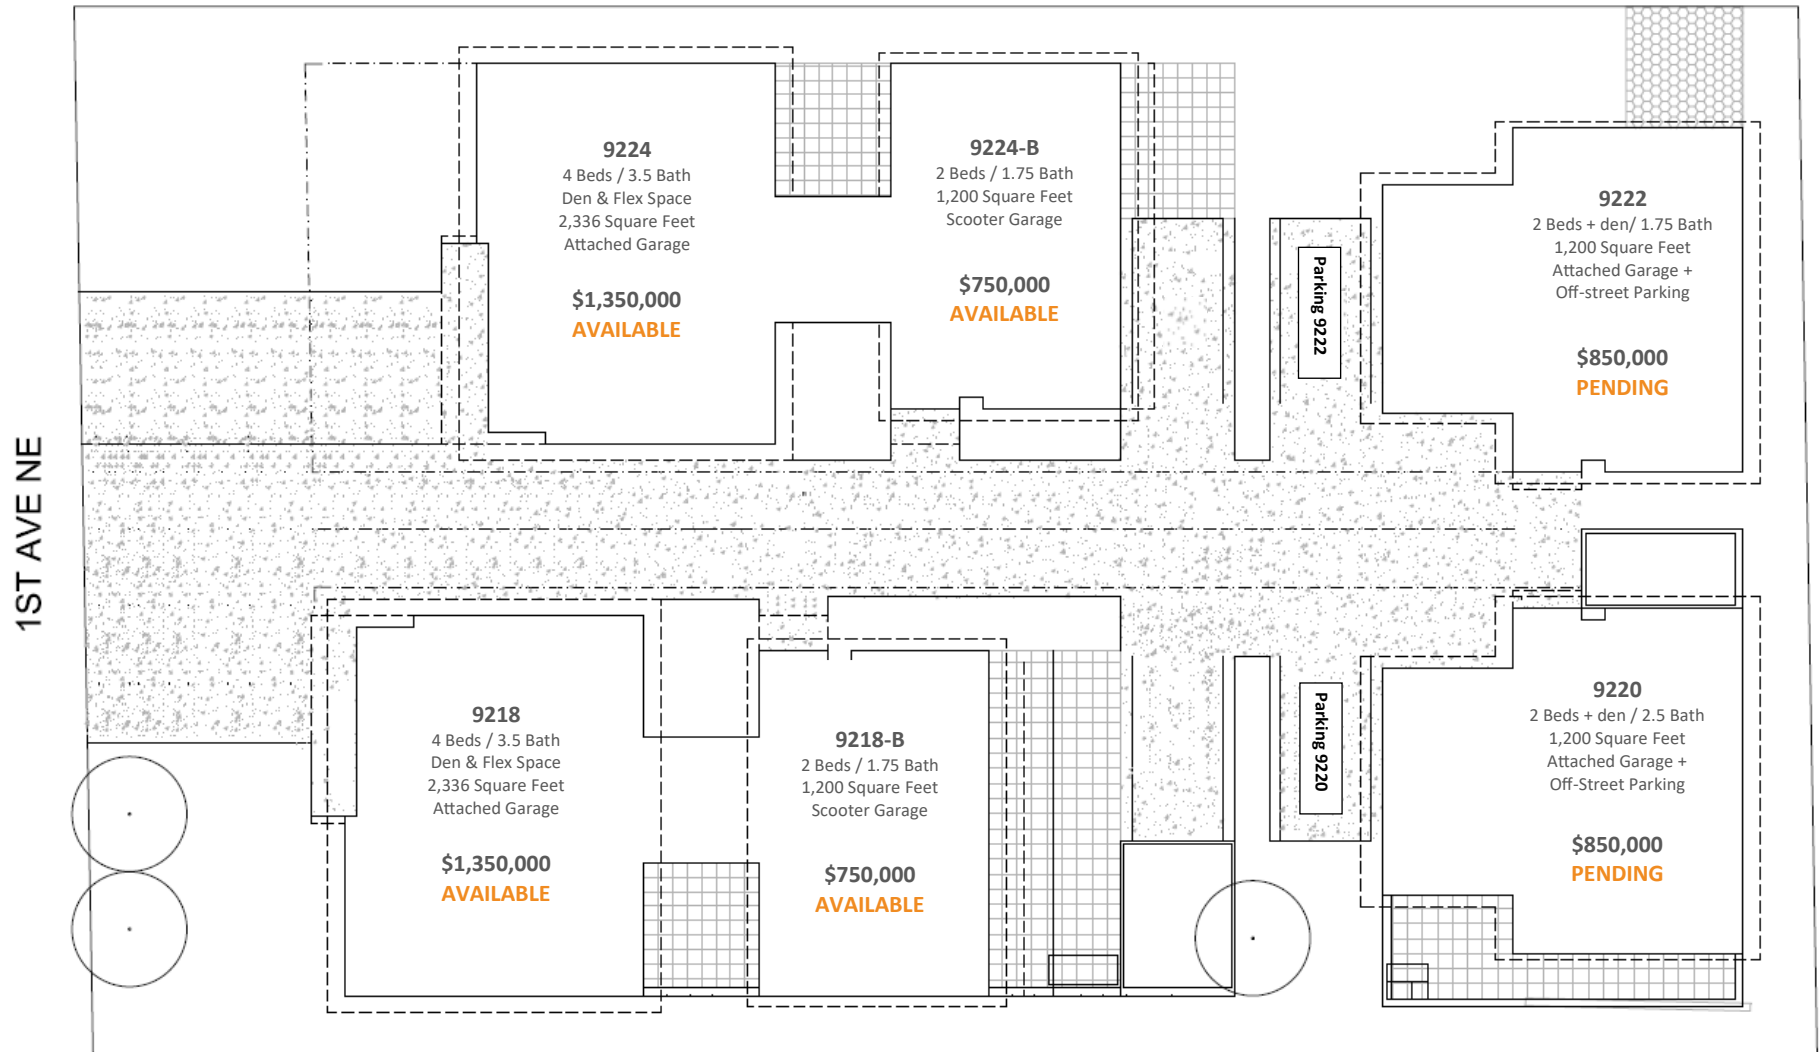 1ST AVE NE
9224
4 Beds / 3.5 Bath
Den & Flex Space
2,336 Square Feet
Attached Garage
$1,350,000
AVAILABLE
9224-B
2 Beds / 1.75 Bath
1,200 Square Feet
Scooter Garage
$750,000
AVAILABLE
Parking 9222
9222
2 Beds + den/ 1.75 Bath
1,200 Square Feet
Attached Garage +
Off-street Parking
$850,000
PENDING
9218
4 Beds / 3.5 Bath
Den & Flex Space
2,336 Square Feet
Attached Garage
$1,350,000
AVAILABLE
9218-B
2 Beds / 1.75 Bath
1,200 Square Feet
Scooter Garage
$750,000
AVAILABLE
Parking 9220
9220
2 Beds + den / 2.5 Bath
1,200 Square Feet
Attached Garage +
Off-Street Parking
$850,000
PENDING